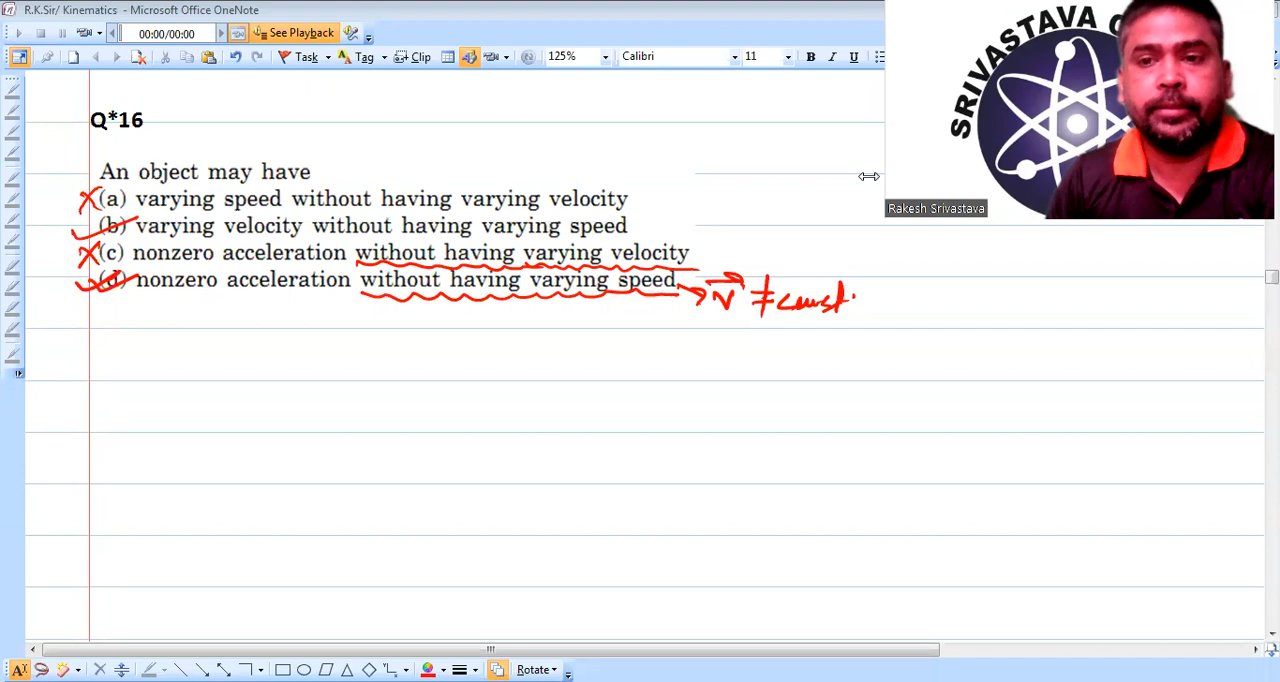 R.K.Sir/ Kinematics - Microsoft Office OneNote
00:00/00:00 See Playback
Task Tag Clip 125% Calibri 11 B I U
SRIVASTAVA
Rakesh Srivastava
Q*16
An object may have
X (a) varying speed without having varying velocity
(b) varying velocity without having varying speed
X (c) nonzero acceleration without having varying velocity
(d) nonzero acceleration without having varying speed → v⃗ ≠ const.
Rotate